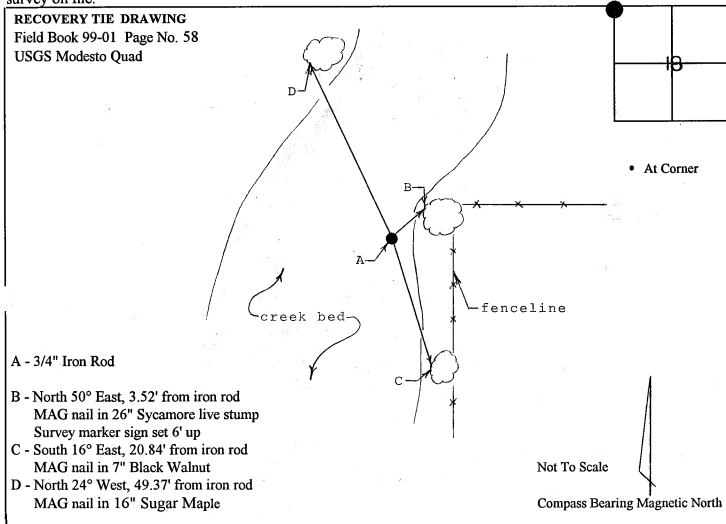 survey on file.
RECOVERY TIE DRAWING
Field Book 99-01 Page No. 58
USGS Modesto Quad
18
D
• At Corner
B
A
fenceline
creek bed
C
A - 3/4" Iron Rod
B - North 50° East, 3.52' from iron rod
MAG nail in 26" Sycamore live stump
Survey marker sign set 6' up
C - South 16° East, 20.84' from iron rod
MAG nail in 7" Black Walnut
D - North 24° West, 49.37' from iron rod
MAG nail in 16" Sugar Maple
Not To Scale
Compass Bearing Magnetic North